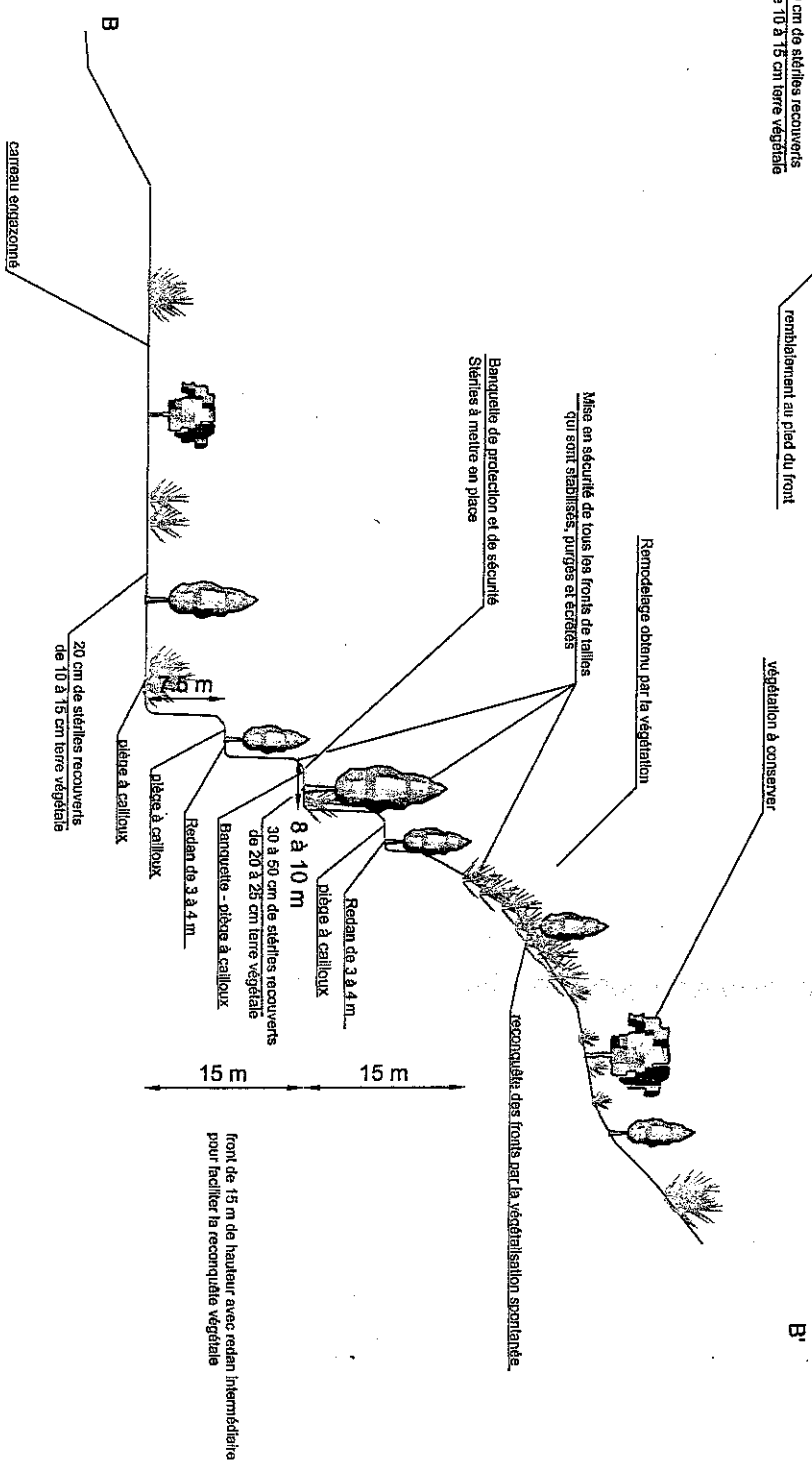 cm de stériles recouverts
10 à 15 cm terre végétale
remblaiement au pied du front
B'
végétation à conserver
Remodelage obtenu par la végétation
Mise en sécurité de tous les fronts de tailles
qui sont stabilisés, purgés et écrêtés
Banquette de protection et de sécurité
Stériles à mettre en place
B
carreau engazonné
7.5 m
8 à 10 m
15 m
15 m
20 cm de stériles recouverts
de 10 à 15 cm terre végétale
piège à cailloux
piège à cailloux
Redan de 3 à 4 m
Banquette - piège à cailloux
30 à 50 cm de stériles recouverts
de 20 à 25 cm terre végétale
piège à cailloux
Redan de 3 à 4 m
reconquête des fronts par la végétalisation spontanée
front de 15 m de hauteur avec redan intermédiaire
pour faciliter la reconquête végétale